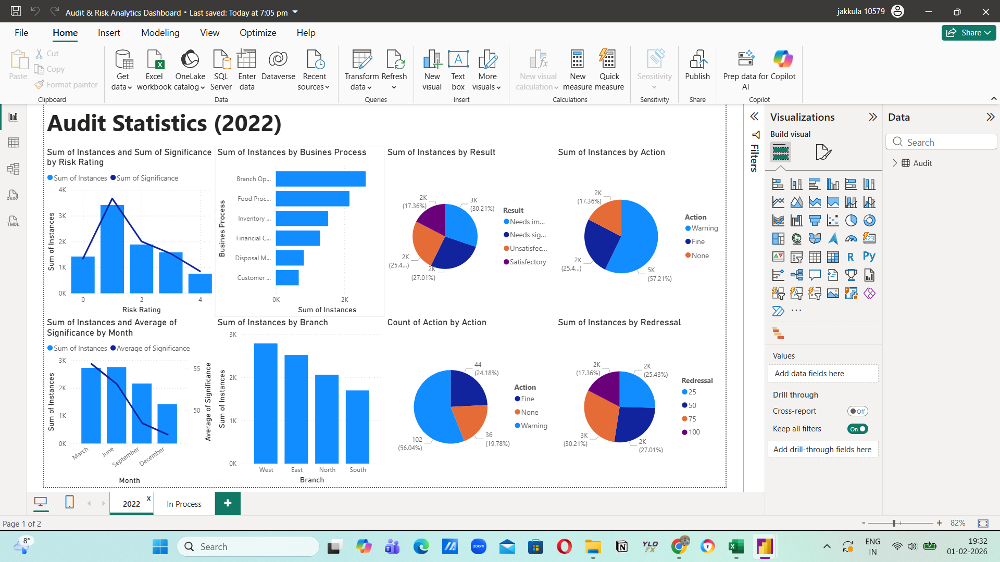 Audit & Risk Analytics Dashboard • Last saved: Today at 7:05 pm
jakkula 10579
File Home Insert Modeling View Optimize Help
Share
Paste
Cut
Copy
Format painter
Clipboard
Get data
Excel workbook
OneLake catalog
SQL Server
Enter data
Dataverse
Recent sources
Data
Transform data
Refresh
Queries
New visual
Text box
More visuals
Insert
New visual calculation
New measure
Quick measure
Calculations
Sensitivity
Sensitivity
Publish
Share
Prep data for AI
Copilot
Copilot
DAX
TMDL
Audit Statistics (2022)
Sum of Instances and Sum of Significance
by Risk Rating
Sum of Instances Sum of Significance
4K
3K
2K
1K
0K
0 2 4
Sum of Instances
Risk Rating
Sum of Instances by Busines Process
Business Process
Branch Op...
Food Proc...
Inventory ...
Financial C...
Disposal M...
Customer ...
0K 2K
Sum of Instances
Sum of Instances by Result
2K
(17.36%)
3K
(30.21%)
2K
(25.4...)
2K
(27.01%)
Result
Needs im...
Needs sig...
Unsatisfec...
Satisfectory
Sum of Instances by Action
2K
(17.36%)
2K
(25.4...)
5K
(57.21%)
Action
Warning
Fine
None
Sum of Instances and Average of
Significance by Month
Sum of Instances Average of Significance
3K
2K
1K
0K
55
50
Sum of Instances
Average of Significance
March June September December
Month
Sum of Instances by Branch
3K
2K
1K
0K
Sum of Instances
West East North South
Branch
Count of Action by Action
44
(24.18%)
36
(19.78%)
102
(56.04%)
Action
Fine
None
Warning
Sum of Instances by Redressal
2K
(17.36%)
2K
(25.43%)
3K
(30.21%)
2K
(27.01%)
Redressal
25
50
75
100
Filters
Visualizations
Build visual
123
R
Py
Values
Add data fields here
Drill through
Cross-report Off
Keep all filters On
Add drill-through fields here
Data
Search
Audit
2022 x
In Process
+
Page 1 of 2
- + 82%
8°
Search
zoom
YLD
FX
ENG
IN
19:32
01-02-2026